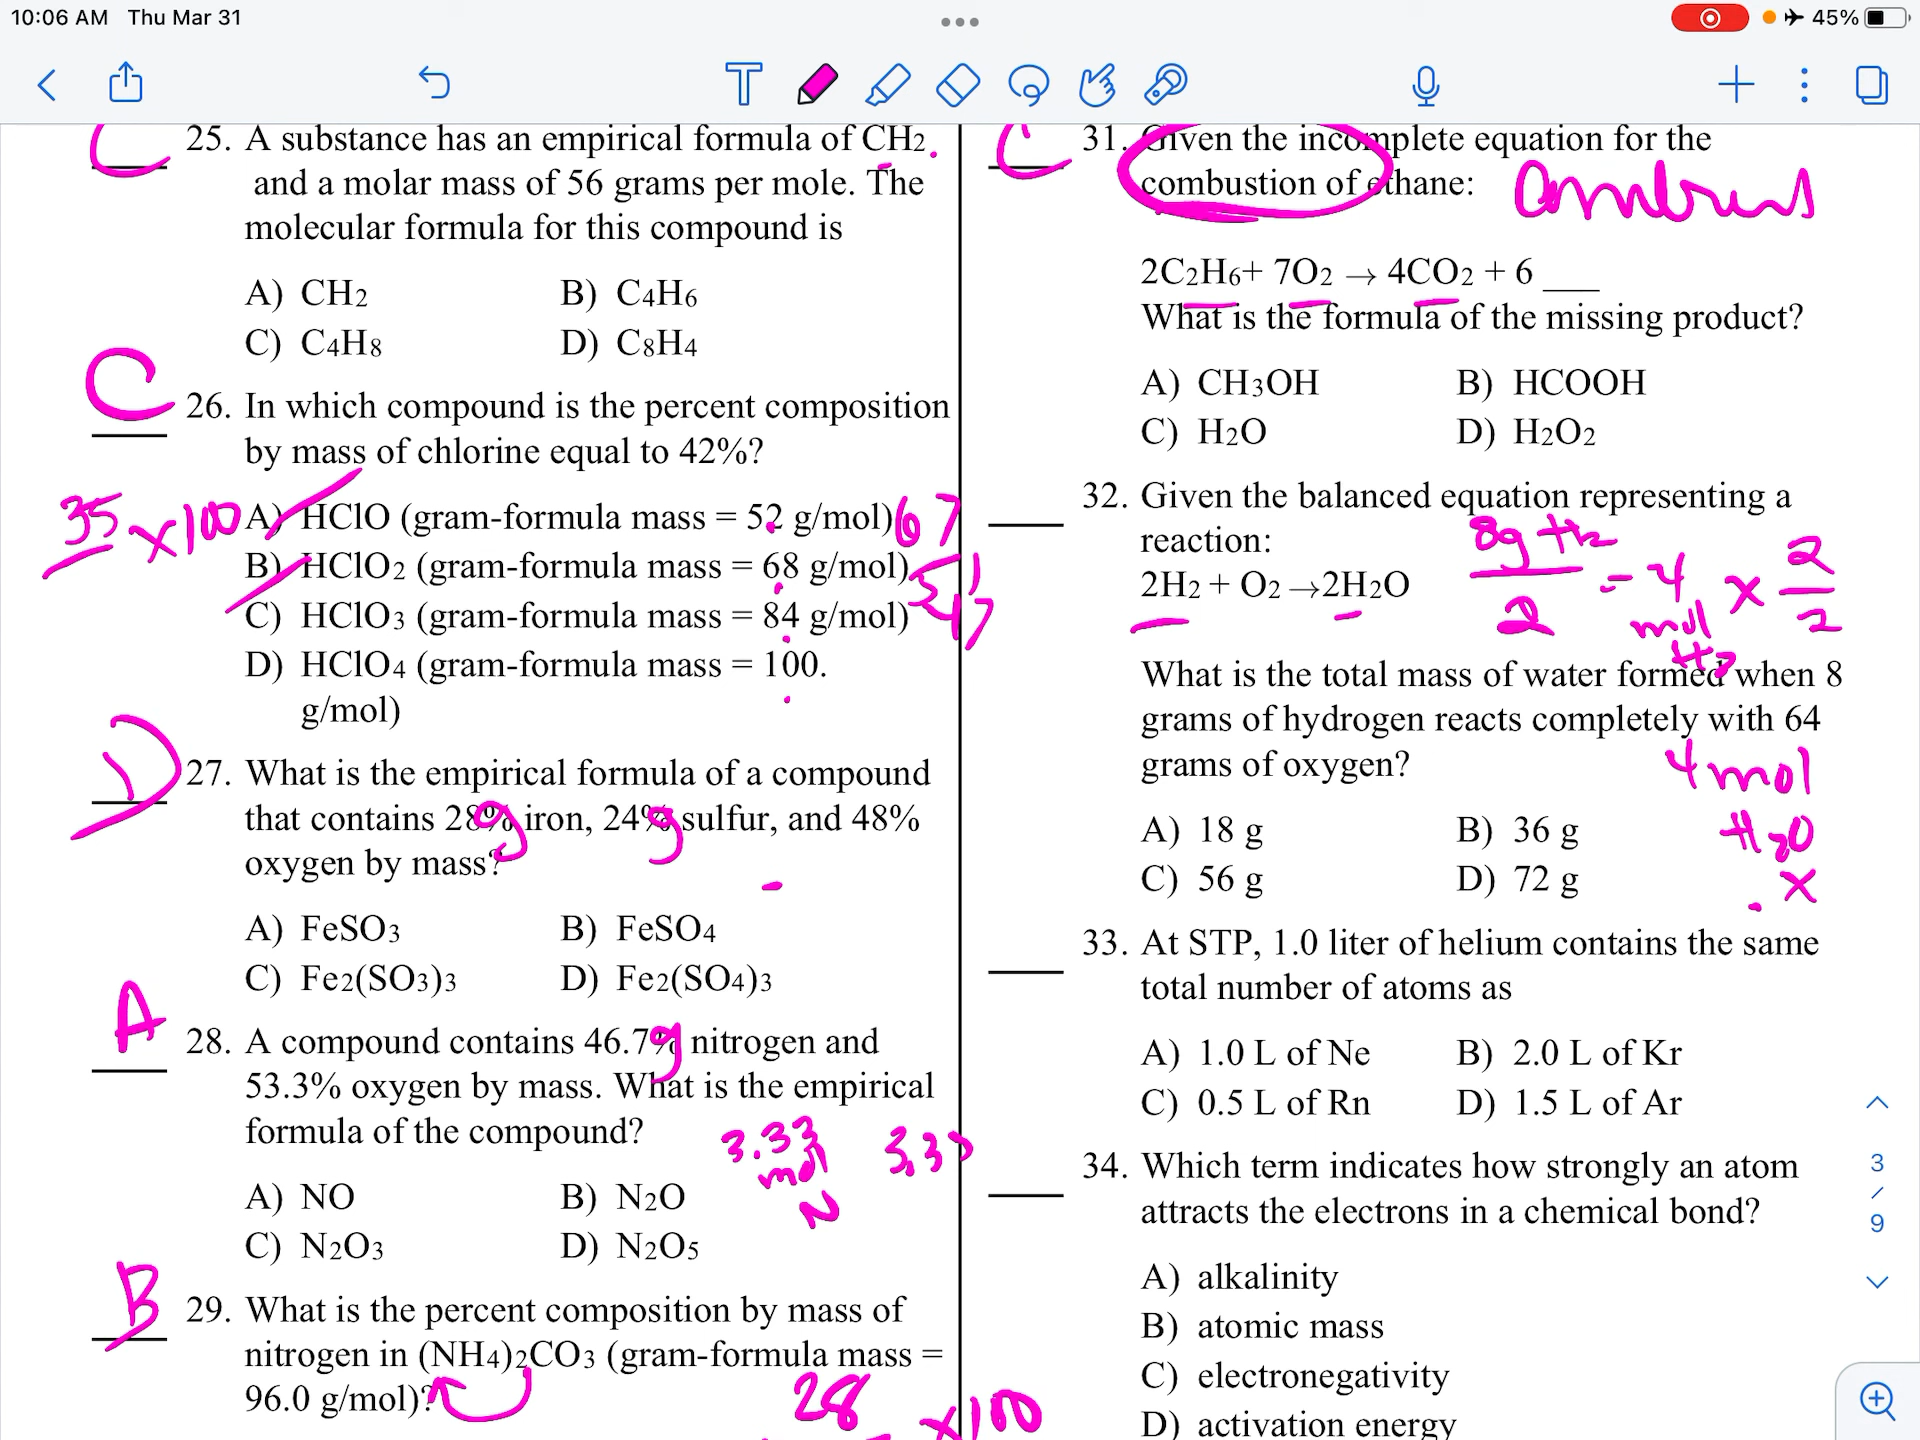 10:06 AM Thu Mar 31
45%
C
25. A substance has an empirical formula of CH2
and a molar mass of 56 grams per mole. The
molecular formula for this compound is
A) CH2 B) C4H6
C) C4H8 D) C8H4
C
26. In which compound is the percent composition
by mass of chlorine equal to 42%?
35 x100
A) HClO (gram-formula mass = 52 g/mol) 67
B) HClO2 (gram-formula mass = 68 g/mol) 51
C) HClO3 (gram-formula mass = 84 g/mol)
D) HClO4 (gram-formula mass = 100.
g/mol)
D
27. What is the empirical formula of a compound
that contains 28% iron, 24% sulfur, and 48%
g g
oxygen by mass?
A) FeSO3 B) FeSO4
C) Fe2(SO3)3 D) Fe2(SO4)3
A
28. A compound contains 46.7% nitrogen and
g
53.3% oxygen by mass. What is the empirical
formula of the compound?
3.33
mol
N
A) NO B) N2O
C) N2O3 D) N2O5
B
29. What is the percent composition by mass of
nitrogen in (NH4)2CO3 (gram-formula mass =
96.0 g/mol)?
28 x100
C
31. Given the incomplete equation for the
combustion of ethane:
2C2H6+ 7O2 → 4CO2 + 6 ___
What is the formula of the missing product?
A) CH3OH B) HCOOH
C) H2O D) H2O2
32. Given the balanced equation representing a
reaction:
2H2 + O2 →2H2O
8g H2
2
= 4 x 2
mol 2
H2
What is the total mass of water formed when 8
grams of hydrogen reacts completely with 64
grams of oxygen?
4 mol
H2O
x
A) 18 g B) 36 g
C) 56 g D) 72 g
33. At STP, 1.0 liter of helium contains the same
total number of atoms as
A) 1.0 L of Ne B) 2.0 L of Kr
C) 0.5 L of Rn D) 1.5 L of Ar
34. Which term indicates how strongly an atom
attracts the electrons in a chemical bond?
A) alkalinity
B) atomic mass
C) electronegativity
D) activation energy
3
/
9